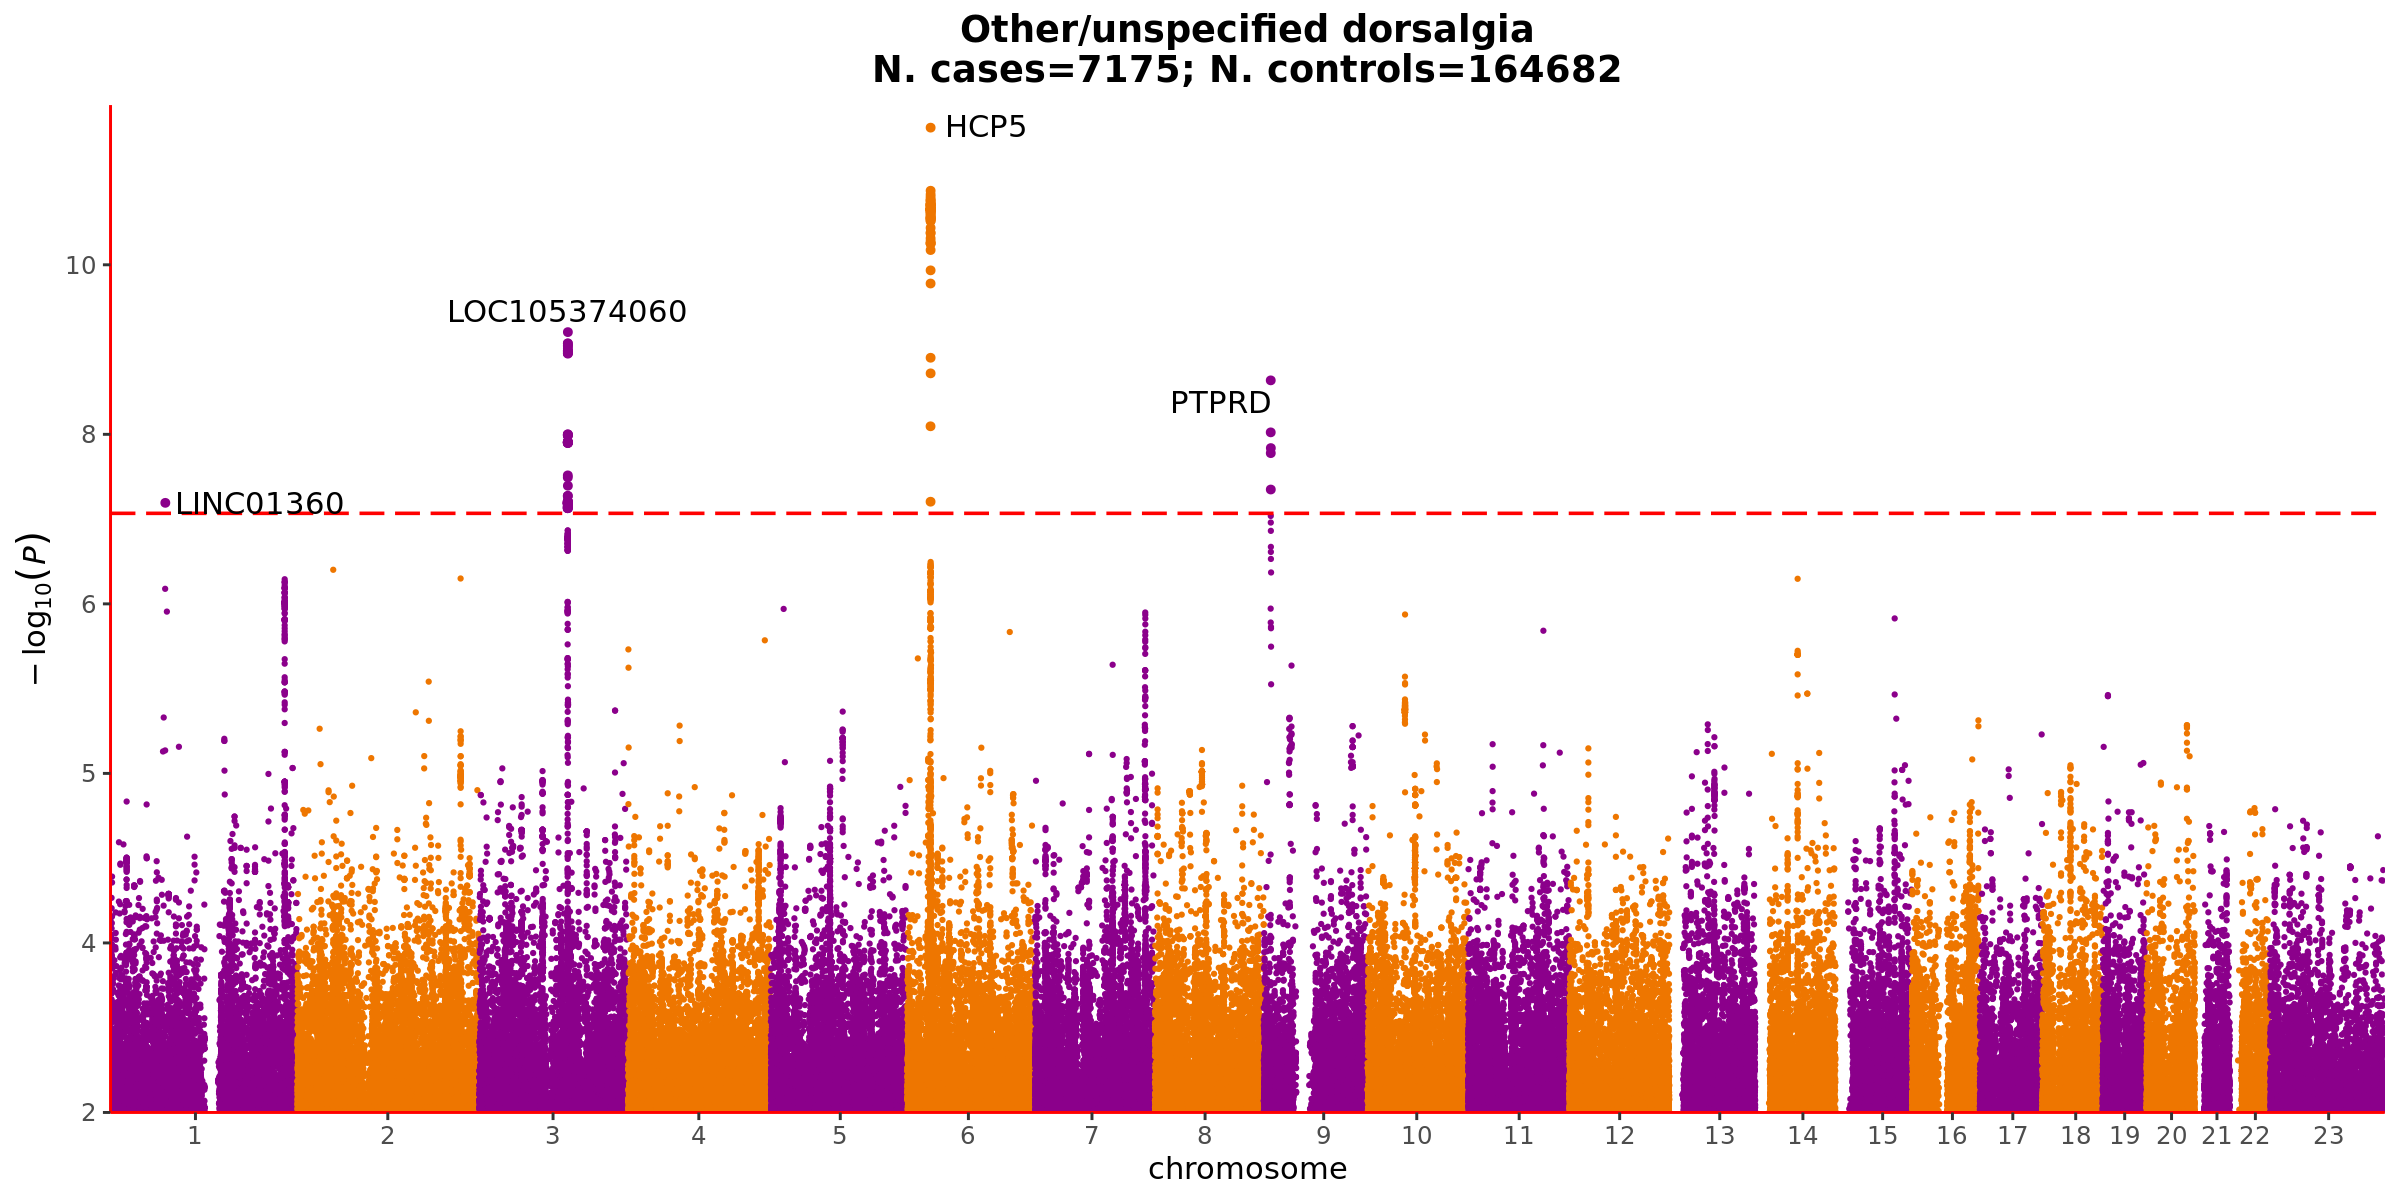 Other/unspecified dorsalgia
N. cases=7175; N. controls=164682
HCP5
LOC105374060
PTPRD
LINC01360
10
8
6
5
4
2
− log10(P)
1 2 3 4 5 6 7 8 9 10 11 12 13 14 15 16 17 18 19 20 21 22 23
chromosome